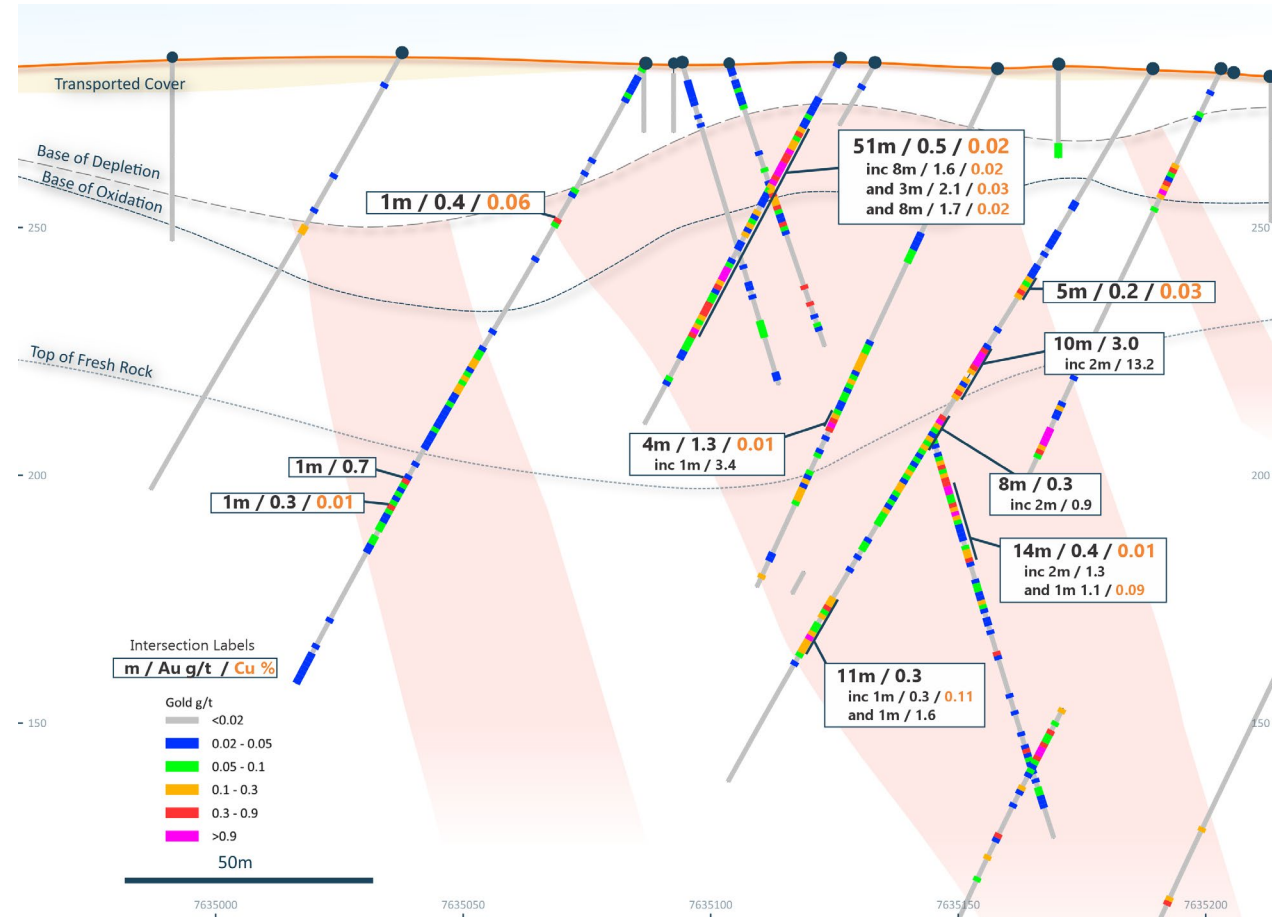 Transported Cover
Base of Depletion
Base of Oxidation
Top of Fresh Rock
250
200
150
250
200
150
51m / 0.5 / 0.02
inc 8m / 1.6 / 0.02
and 3m / 2.1 / 0.03
and 8m / 1.7 / 0.02
1m / 0.4 / 0.06
5m / 0.2 / 0.03
10m / 3.0
inc 2m / 13.2
4m / 1.3 / 0.01
inc 1m / 3.4
1m / 0.7
1m / 0.3 / 0.01
8m / 0.3
inc 2m / 0.9
14m / 0.4 / 0.01
inc 2m / 1.3
and 1m 1.1 / 0.09
11m / 0.3
inc 1m / 0.3 / 0.11
and 1m / 1.6
Intersection Labels
m / Au g/t / Cu %
Gold g/t
<0.02
0.02 - 0.05
0.05 - 0.1
0.1 - 0.3
0.3 - 0.9
>0.9
50m
7635000
7635050
7635100
7635150
7635200